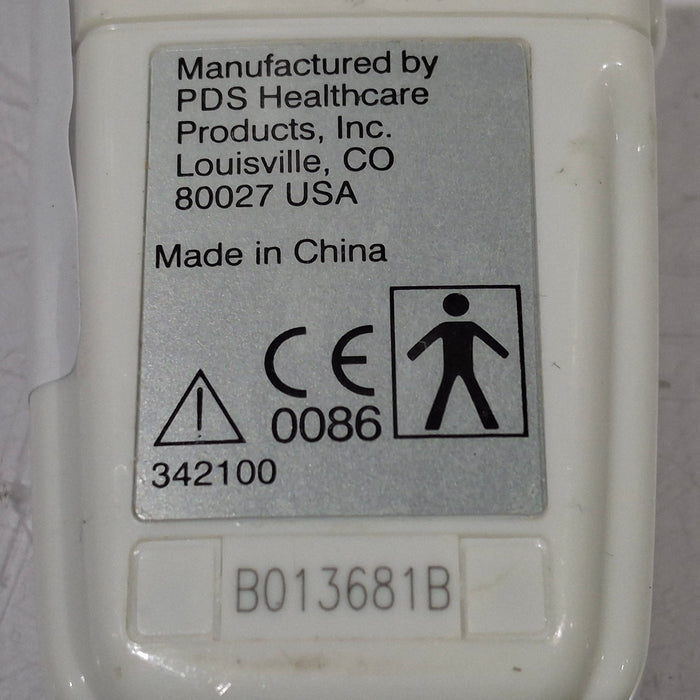 Manufactured by
PDS Healthcare
Products, Inc.
Louisville, CO
80027 USA
Made in China
CE
0086
342100
B013681B